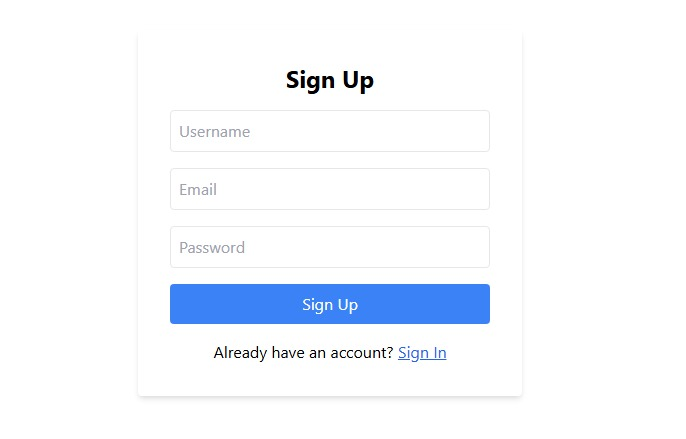 Sign Up
Username
Email
Password
Sign Up
Already have an account? Sign In